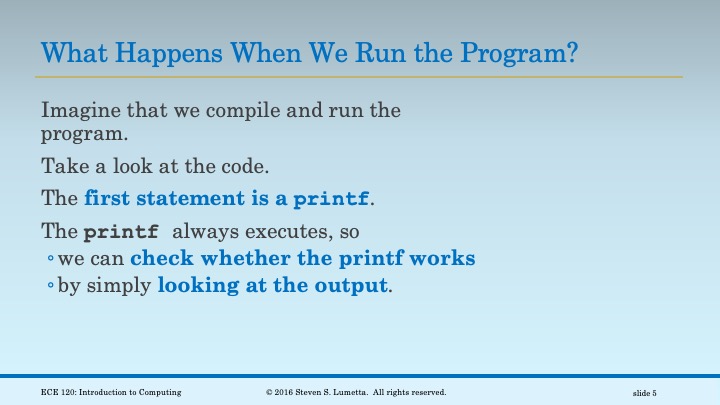 What Happens When We Run the Program?
Imagine that we compile and run the
program.
Take a look at the code.
The first statement is a printf.
The printf always executes, so
◦we can check whether the printf works
◦by simply looking at the output.
ECE 120: Introduction to Computing
© 2016 Steven S. Lumetta. All rights reserved.
slide 5